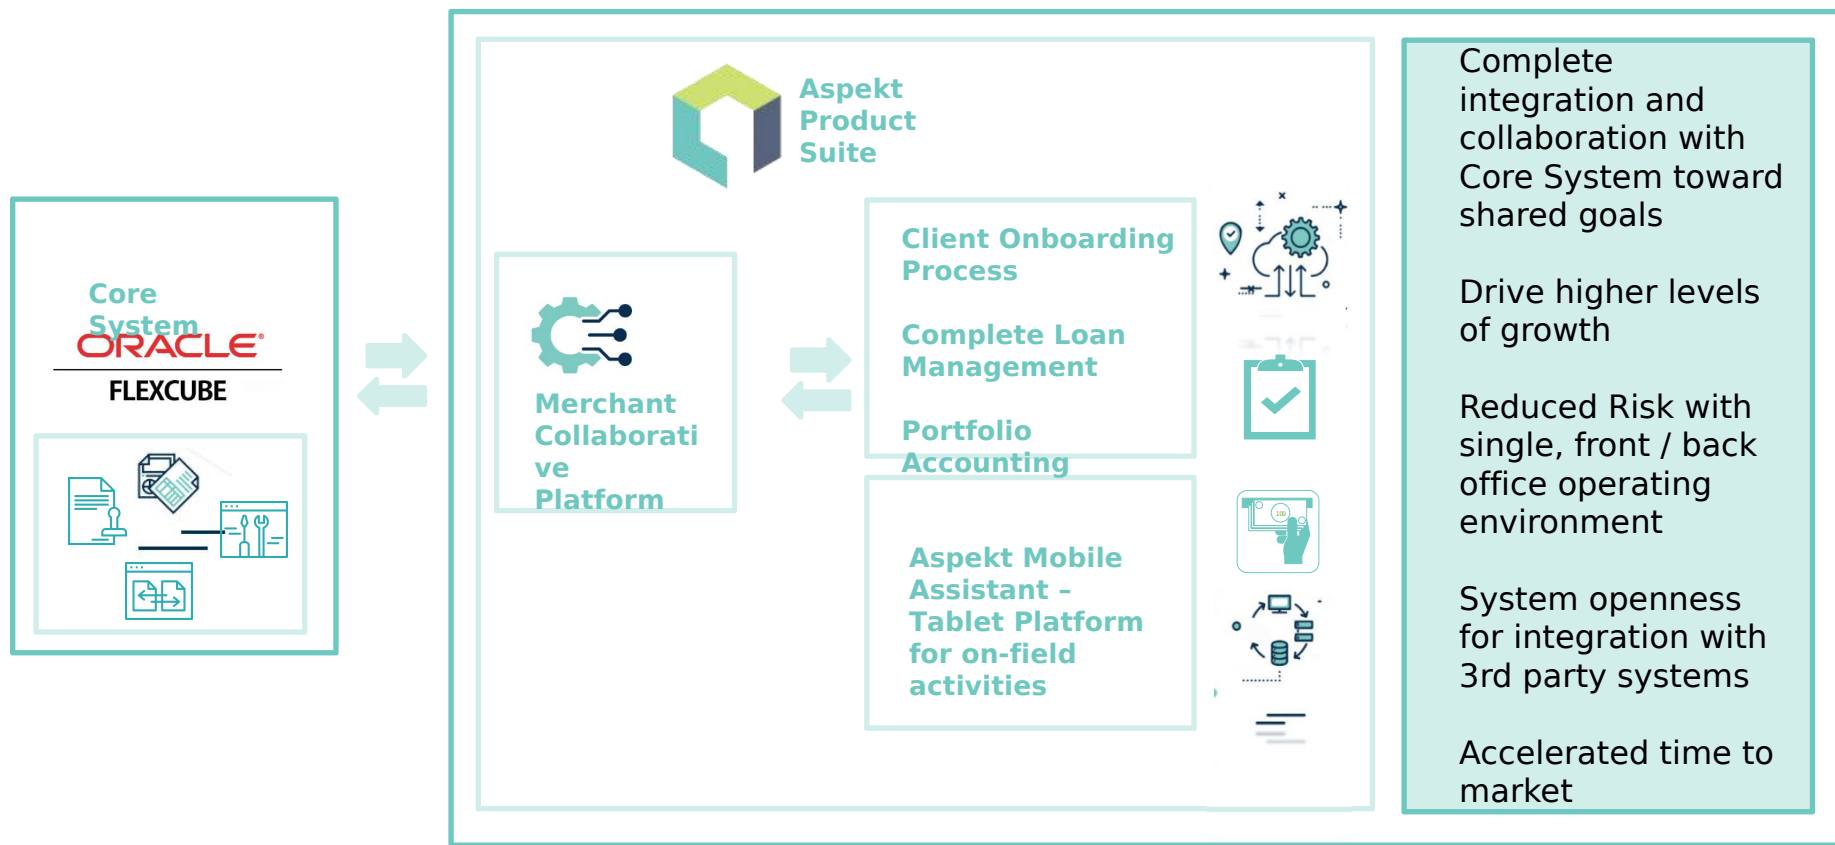 Core
System
ORACLE®
FLEXCUBE
Aspekt
Product
Suite
Merchant
Collaborati
ve
Platform
Client Onboarding
Process
Complete Loan
Management
Portfolio
Accounting
Aspekt Mobile
Assistant –
Tablet Platform
for on-field
activities
100
Complete
integration and
collaboration with
Core System toward
shared goals
Drive higher levels
of growth
Reduced Risk with
single, front / back
office operating
environment
System openness
for integration with
3rd party systems
Accelerated time to
market